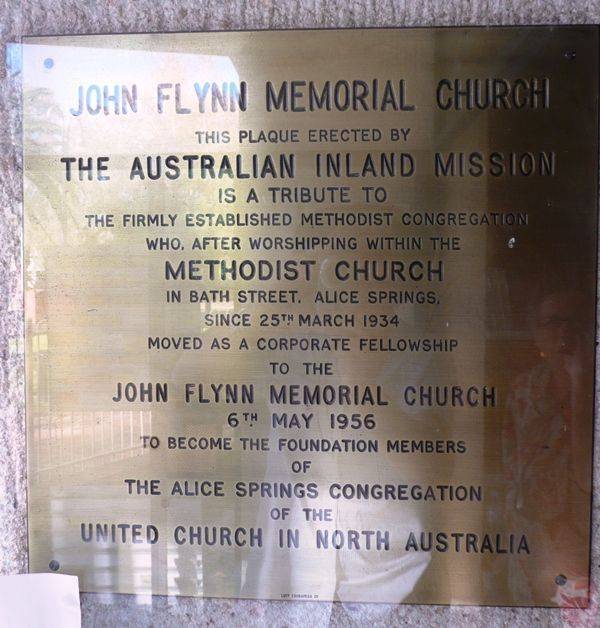 JOHN FLYNN MEMORIAL CHURCH
THIS PLAQUE ERECTED BY
THE AUSTRALIAN INLAND MISSION
IS A TRIBUTE TO
THE FIRMLY ESTABLISHED METHODIST CONGREGATION
WHO, AFTER WORSHIPPING WITHIN THE
METHODIST CHURCH
IN BATH STREET, ALICE SPRINGS,
SINCE 25TH MARCH 1934
MOVED AS A CORPORATE FELLOWSHIP
TO THE
JOHN FLYNN MEMORIAL CHURCH
6TH MAY 1956
TO BECOME THE FOUNDATION MEMBERS
OF
THE ALICE SPRINGS CONGREGATION
OF THE
UNITED CHURCH IN NORTH AUSTRALIA